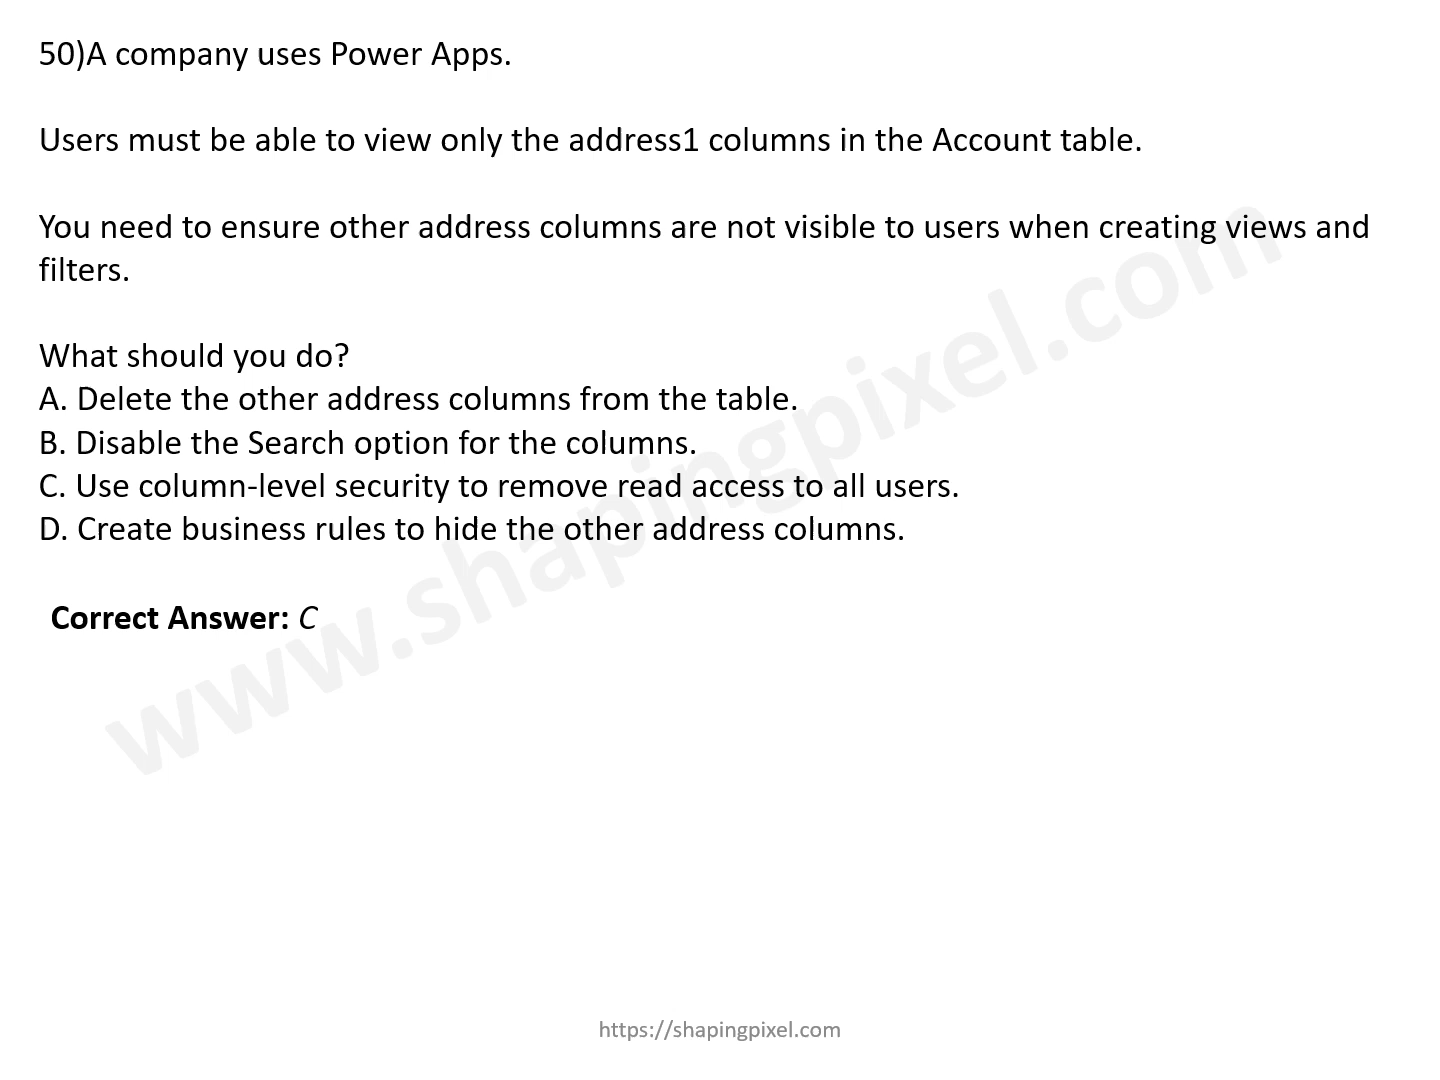 50)A company uses Power Apps.
Users must be able to view only the address1 columns in the Account table.
You need to ensure other address columns are not visible to users when creating views and
filters.
What should you do?
A. Delete the other address columns from the table.
B. Disable the Search option for the columns.
C. Use column-level security to remove read access to all users.
D. Create business rules to hide the other address columns.
Correct Answer: C
www.shapingpixel.com
https://shapingpixel.com